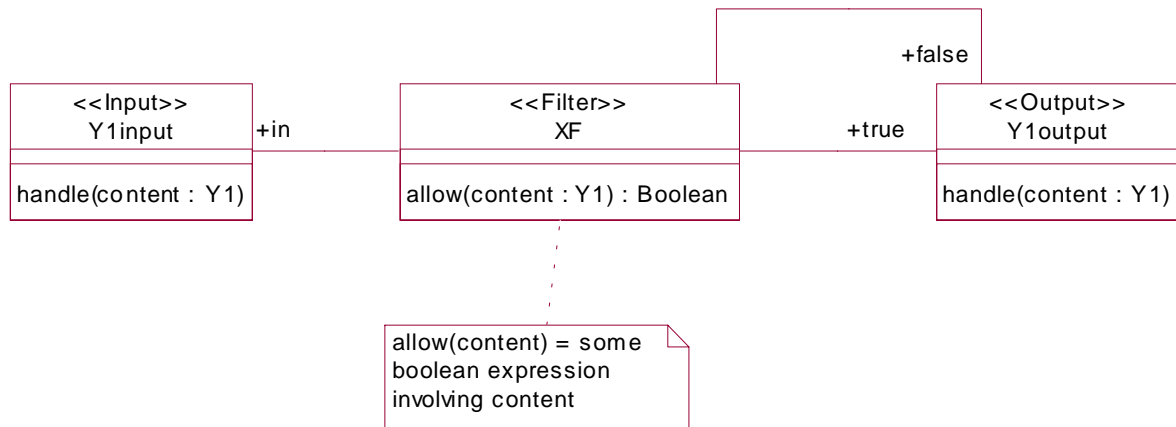 +false
<<Input>>
Y1input
+in
<<Filter>>
XF
+true
<<Output>>
Y1output
handle(content : Y1)
allow(content : Y1) : Boolean
handle(content : Y1)
allow(content) = some
boolean expression
involving content